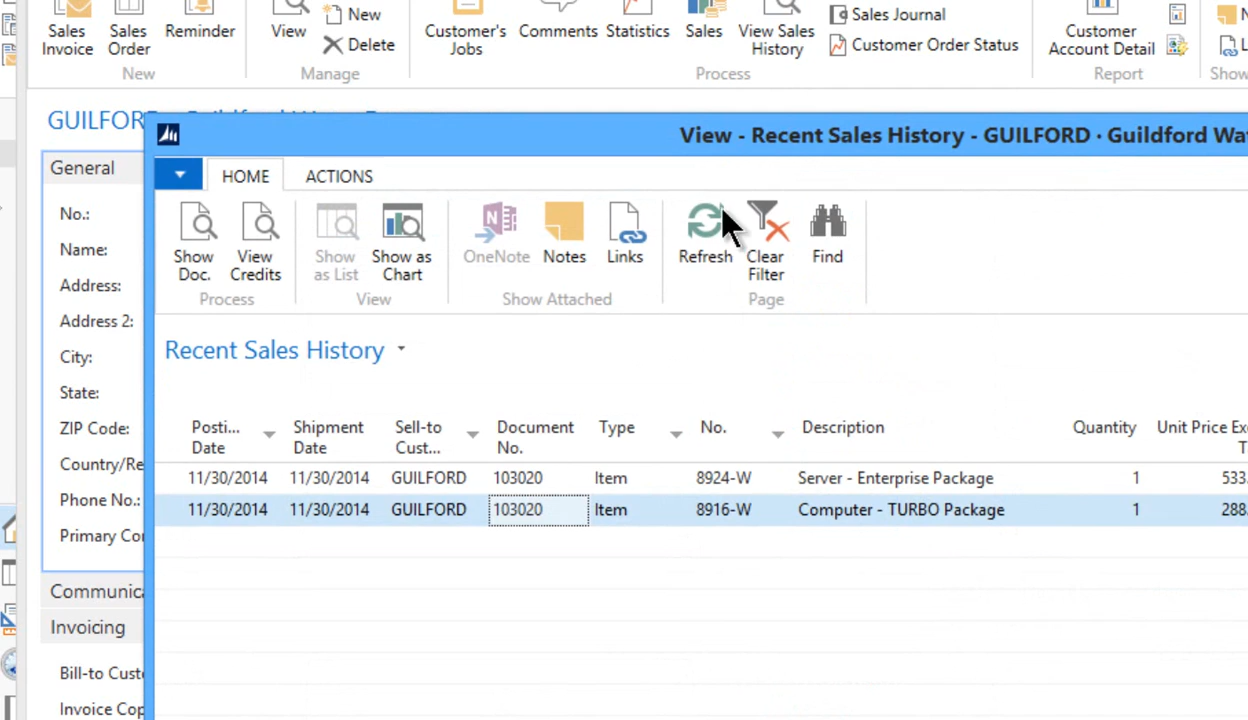 Sales Invoice
Sales Order
Reminder
View
New
Delete
Customer's Jobs
Comments
Statistics
Sales
View Sales History
Sales Journal
Customer Order Status
Customer Account Detail
New
Manage
Process
Report
Show
GUILFORD
View - Recent Sales History - GUILFORD · Guildford Wat
General
HOME ACTIONS
No.:
Name:
Address:
Address 2:
City:
State:
ZIP Code:
Country/Re
Phone No.:
Primary Co
Communica
Invoicing
Bill-to Cust
Invoice Cop
Show Doc.
View Credits
Show as List
Show as Chart
OneNote
Notes
Links
Refresh
Clear Filter
Find
Process
View
Show Attached
Page
Recent Sales History
Posti... Date
Shipment Date
Sell-to Cust...
Document No.
Type
No.
Description
Quantity
Unit Price Ex
11/30/2014 11/30/2014 GUILFORD 103020 Item 8924-W Server - Enterprise Package 1 533.
11/30/2014 11/30/2014 GUILFORD 103020 Item 8916-W Computer - TURBO Package 1 288.